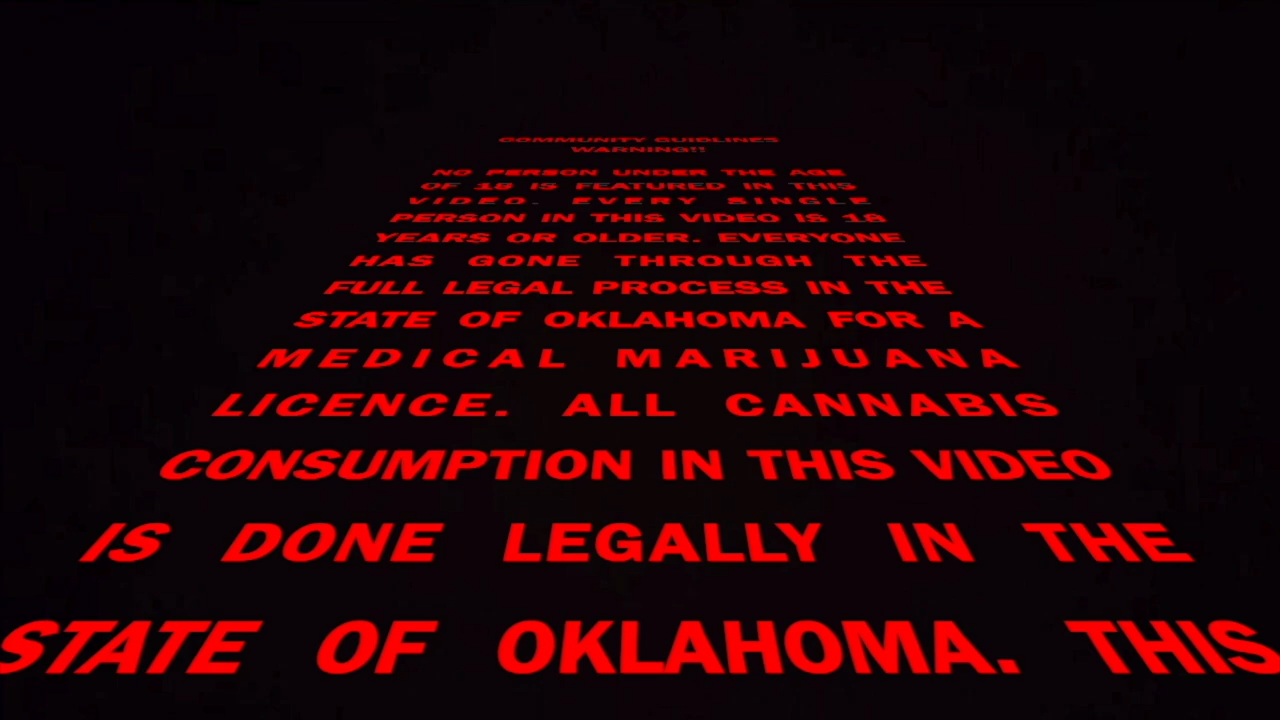 COMMUNITY GUIDLINES
WARNING!!
NO PERSON UNDER THE AGE
OF 18 IS FEATURED IN THIS
VIDEO. EVERY SINGLE
PERSON IN THIS VIDEO IS 18
YEARS OR OLDER. EVERYONE
HAS GONE THROUGH THE
FULL LEGAL PROCESS IN THE
STATE OF OKLAHOMA FOR A
MEDICAL MARIJUANA
LICENCE. ALL CANNABIS
CONSUMPTION IN THIS VIDEO
IS DONE LEGALLY IN THE
STATE OF OKLAHOMA. THIS